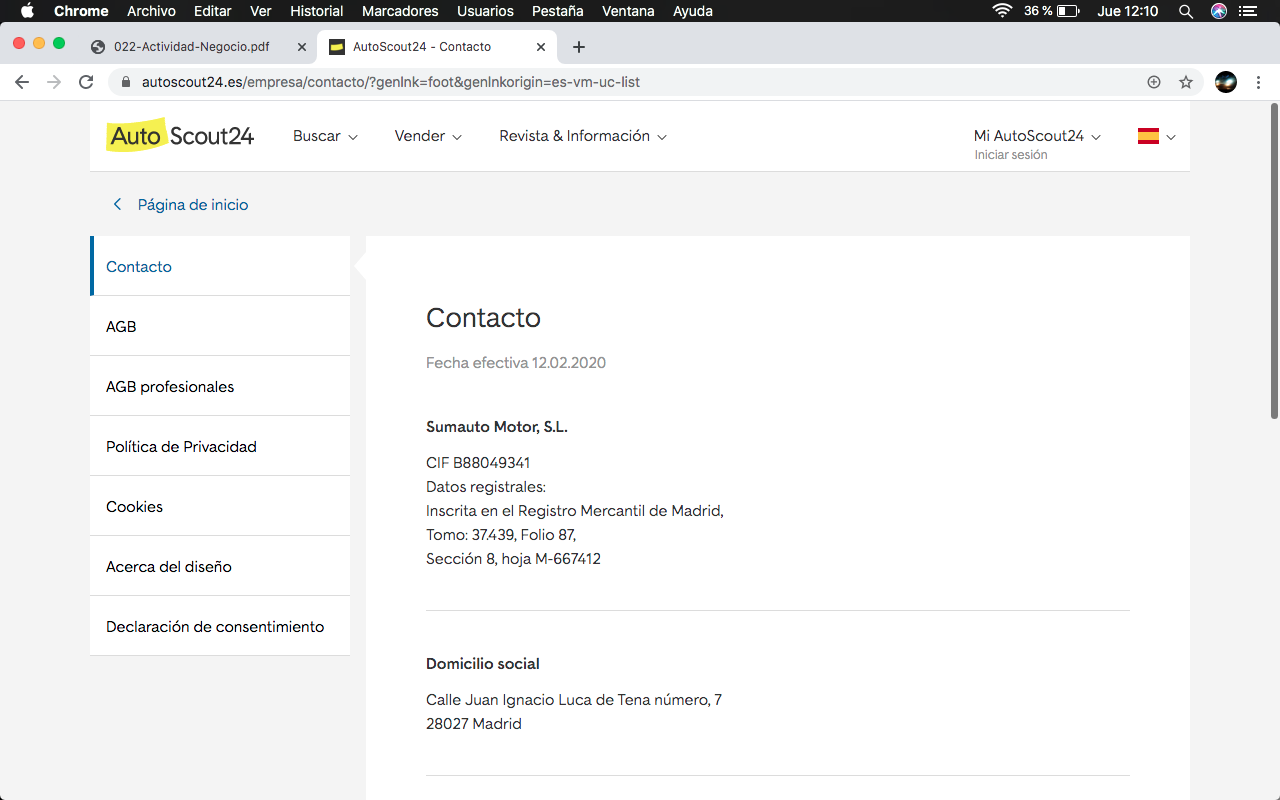 Chrome Archivo Editar Ver Historial Marcadores Usuarios Pestaña Ventana Ayuda 36 % Jue 12:10
022-Actividad-Negocio.pdf AutoScout24 - Contacto
autoscout24.es/empresa/contacto/?genlnk=foot&genlnkorigin=es-vm-uc-list
AutoScout24 Buscar Vender Revista & Información Mi AutoScout24
Iniciar sesión
Página de inicio
Contacto
AGB
AGB profesionales
Política de Privacidad
Cookies
Acerca del diseño
Declaración de consentimiento
Contacto
Fecha efectiva 12.02.2020
Sumauto Motor, S.L.
CIF B88049341
Datos registrales:
Inscrita en el Registro Mercantil de Madrid,
Tomo: 37.439, Folio 87,
Sección 8, hoja M-667412
Domicilio social
Calle Juan Ignacio Luca de Tena número, 7
28027 Madrid